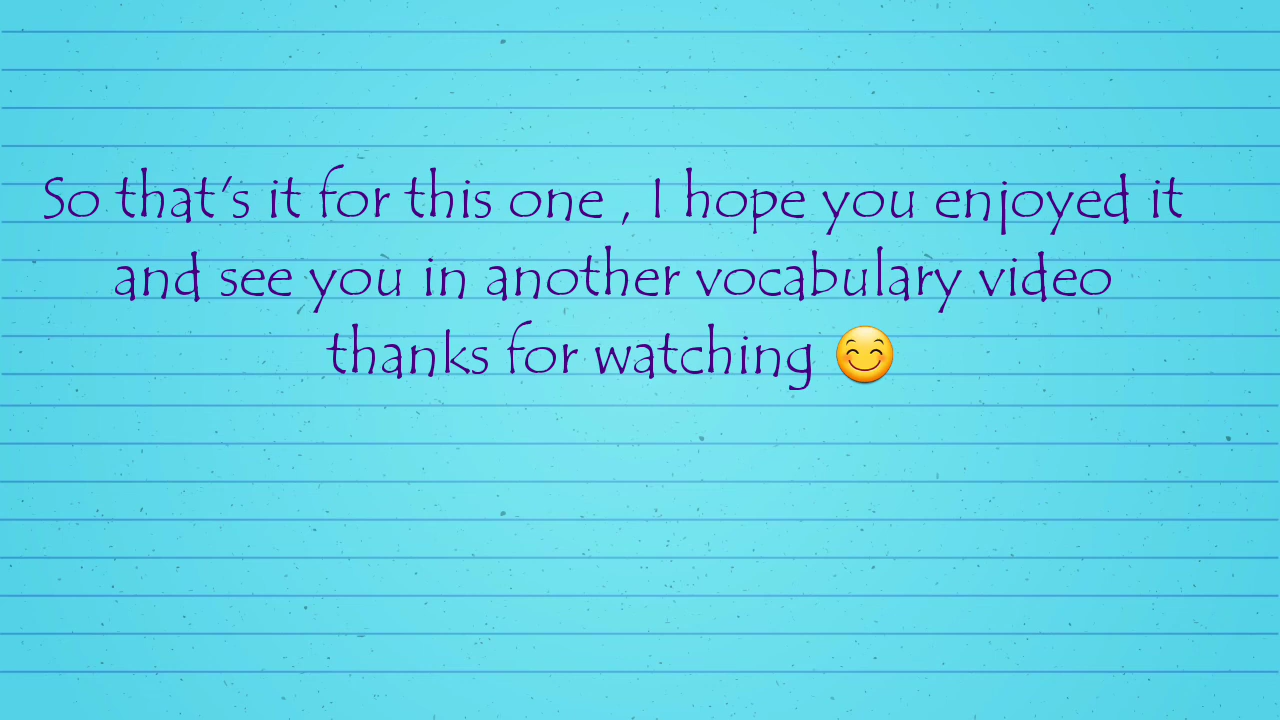 So that's it for this one , I hope you enjoyed it
and see you in another vocabulary video
thanks for watching 😊